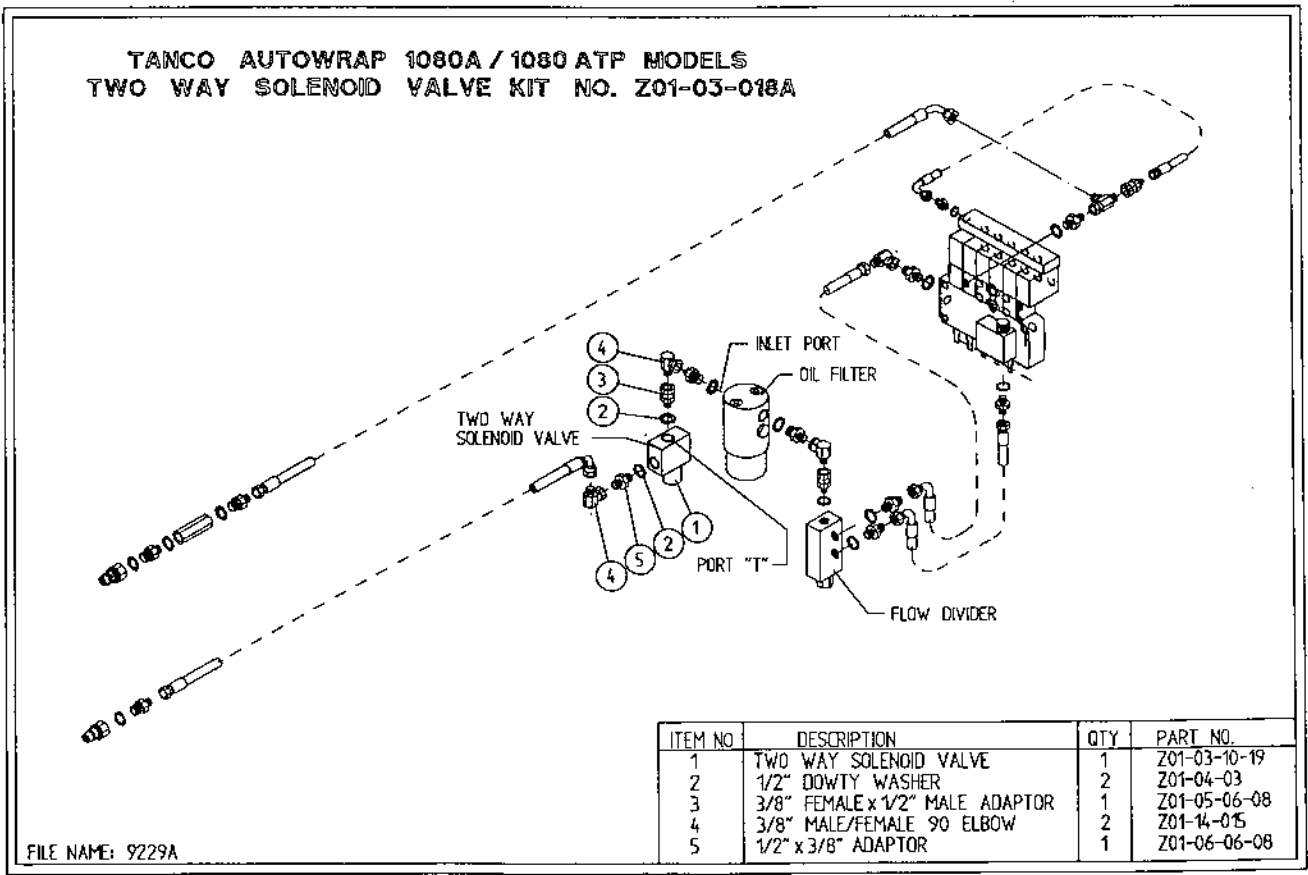 TANCO AUTOWRAP 1080A / 1080 ATP MODELS
TWO WAY SOLENOID VALVE KIT NO. Z01-03-018A
INLET PORT
OIL FILTER
4
3
2
TWO WAY
SOLENOID VALVE
1
2
5
4
PORT "T"
FLOW DIVIDER
ITEM NO DESCRIPTION QTY PART NO.
1 TWO WAY SOLENOID VALVE 1 Z01-03-10-19
2 1/2" DOWTY WASHER 2 Z01-04-03
3 3/8" FEMALE x 1/2" MALE ADAPTOR 1 Z01-05-06-08
4 3/8" MALE/FEMALE 90 ELBOW 2 Z01-14-015
5 1/2" x 3/8" ADAPTOR 1 Z01-06-06-08
FILE NAME: 9229A